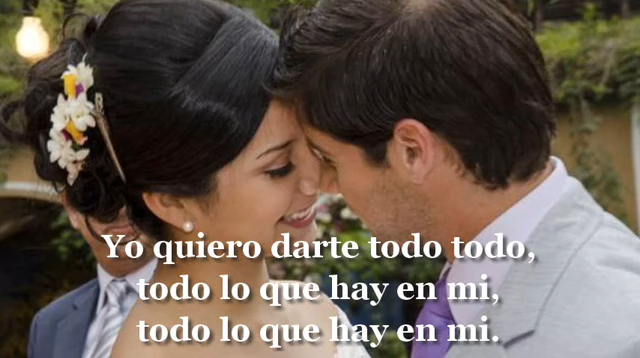 Yo quiero darte todo todo,
todo lo que hay en mi,
todo lo que hay en mi.